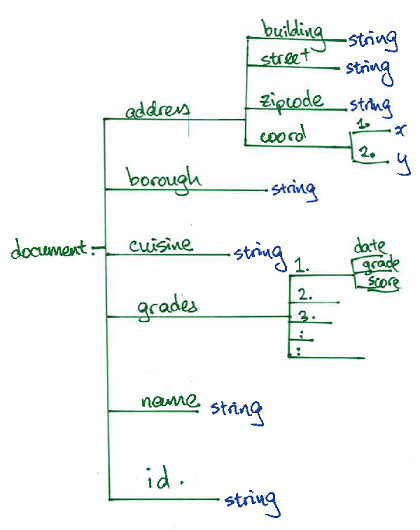 building string
street string
zipcode string
address
coord 1. x
2. y
borough string
document.
cuisine string
date
1. grade
score
2.
grades 3.
:
:
name string
id. string